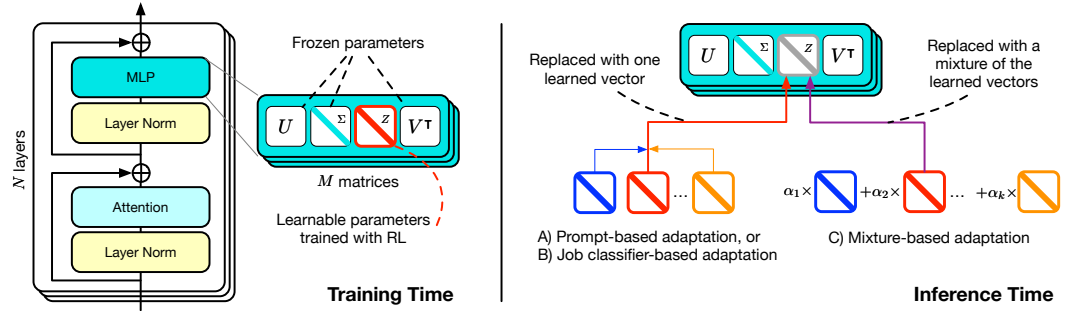 N layers
MLP
Layer Norm
Attention
Layer Norm
Frozen parameters
U
Σ
Z
V⊤
M matrices
Learnable parameters
trained with RL
Training Time
Replaced with one
learned vector
U
Σ
Z
V⊤
Replaced with a
mixture of the
learned vectors
...
A) Prompt-based adaptation, or
B) Job classifier-based adaptation
α1× +α2× ... +αk×
C) Mixture-based adaptation
Inference Time